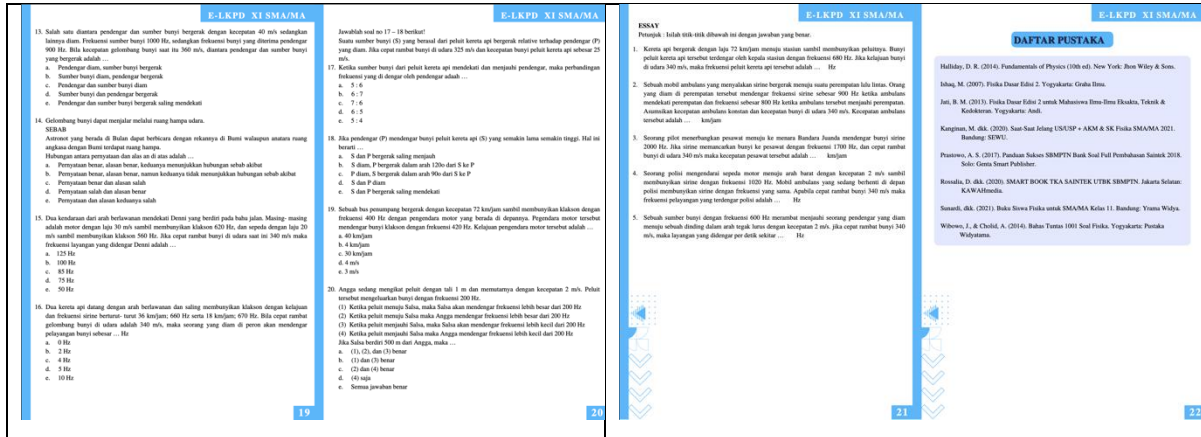 E-LKPD XI SMA/MA
13. Salah satu diantara pendengar dan sumber bunyi bergerak dengan kecepatan 40 m/s sedangkan
lainnya diam. Frekuensi sumber bunyi 1000 Hz, sedangkan frekuensi bunyi yang diterima pendengar
900 Hz. Bila kecepatan gelombang bunyi saat itu 360 m/s, diantara pendengar dan sumber bunyi
yang bergerak adalah …
a. Pendengar diam, sumber bunyi bergerak
b. Sumber bunyi diam, pendengar bergerak
c. Pendengar dan sumber bunyi diam
d. Sumber bunyi dan pendengar bergerak
e. Pendengar dan sumber bunyi bergerak saling mendekati
14. Gelombang bunyi dapat menjalar melalui ruang hampa udara.
SEBAB
Astronot yang berada di Bulan dapat berbicara dengan rekannya di Bumi walaupun anatara ruang
angkasa dengan Bumi terdapat ruang hampa.
Hubungan antara pernyataan dan alas an di atas adalah …
a. Pernyataan benar, alasan benar, keduanya menunjukkan hubungan sebab akibat
b. Pernyataan benar, alasan benar, namun keduanya tidak menunjukkan hubungan sebab akibat
c. Pernyataan benar dan alasan salah
d. Pernyataan salah dan alasan benar
e. Pernyataan dan alasan keduanya salah
15. Dua kendaraan dari arah berlawanan mendekati Denni yang berdiri pada bahu jalan. Masing- masing
adalah motor dengan laju 30 m/s sambil membunyikan klakson 620 Hz, dan sepeda dengan laju 20
m/s sambil membunyikan klakson 560 Hz. Jika cepat rambat bunyi di udara saat ini 340 m/s maka
frekuensi layangan yang didengar Denni adalah …
a. 125 Hz
b. 100 Hz
c. 85 Hz
d. 75 Hz
e. 50 Hz
16. Dua kereta api datang dengan arah berlawanan dan saling membunyikan klakson dengan kelajuan
dan frekuensi sirine berturut- turut 36 km/jam; 660 Hz serta 18 km/jam; 670 Hz. Bila cepat rambat
gelombang bunyi di udara adalah 340 m/s, maka seorang yang diam di peron akan mendengar
pelayangan bunyi sebesar … Hz
a. 0 Hz
b. 2 Hz
c. 4 Hz
d. 5 Hz
e. 10 Hz
19
E-LKPD XI SMA/MA
Jawablah soal no 17 – 18 berikut!
Suatu sumber bunyi (S) yang berasal dari peluit kereta api bergerak relative terhadap pendengar (P)
yang diam. Jika cepat rambat bunyi di udara 325 m/s dan kecepatan bunyi peluit kereta api sebesar 25
m/s.
17. Ketika sumber bunyi dari peluit kereta api mendekati dan menjauhi pendengar, maka perbandingan
frekuensi yang di dengar oleh pendengar aduah …
a. 5 : 6
b. 6 : 7
c. 7 : 6
d. 6 : 5
e. 5 : 4
18. Jika pendengar (P) mendengar bunyi peluit kereta api (S) yang semakin lama semakin tinggi. Hal ini
berarti …
a. S dan P bergerak saling menjauh
b. S diam, P bergerak dalam arah 120o dari S ke P
c. P diam, S bergerak dalam arah 90o dari S ke P
d. S dan P diam
e. S dan P bergerak saling mendekati
19. Sebuah bus penumpang bergerak dengan kecepatan 72 km/jam sambil membunyikan klakson dengan
frekuensi 400 Hz dengan pengendara motor yang berada di depannya. Pegendara motor tersebut
mendengar bunyi klakson dengan frekuensi 420 Hz. Kelajuan pengendara motor tersebut adalah …
a. 40 km/jam
b. 4 km/jam
c. 30 km/jam
d. 4 m/s
e. 3 m/s
20. Angga sedang mengikat peluit dengan tali 1 m dan memutarnya dengan kecepatan 2 m/s. Peluit
tersebut mengeluarkan bunyi dengan frekuensi 200 Hz.
(1) Ketika peluit menuju Salsa, maka Salsa akan mendengar frekuensi lebih besar dari 200 Hz
(2) Ketika peluit menuju Salsa maka Angga mendengar frekuensi lebih besar dari 200 Hz
(3) Ketika peluit menjauhi Salsa, maka Salsa akan mendengar frekuensi lebih kecil dari 200 Hz
(4) Ketika peluit menjauhi Salsa maka Angga mendengar frekuensi lebih kecil dari 200 Hz
Jika Salsa berdiri 500 m dari Angga, maka …
a. (1), (2), dan (3) benar
b. (1) dan (3) benar
c. (2) dan (4) benar
d. (4) saja
e. Semua jawaban benar
20
E-LKPD XI SMA/MA
ESSAY
Petunjuk : Isilah titik-titik dibawah ini dengan jawaban yang benar.
1. Kereta api bergerak dengan laju 72 km/jam menuju stasiun sambil membunyikan peluitnya. Bunyi
peluit kereta api tersebut terdengar oleh kepala stasiun dengan frekuensi 680 Hz. Jika kelajuan bunyi
di udara 340 m/s, maka frekuensi peluit kereta api tersebut adalah … Hz
2. Sebuah mobil ambulans yang menyalakan sirine bergerak menuju suatu perempatan lalu lintas. Orang
yang diam di perempatan tersebut mendengar frekuensi sirine sebesar 900 Hz ketika ambulans
mendekati perempatan dan frekuensi sebesar 800 Hz ketika ambulans tersebut menjauhi perempatan.
Asumsikan kecepatan ambulans konstan dan kecepatan bunyi di udara 340 m/s. Kecepatan ambulans
tersebut adalah … km/jam
3. Seorang pilot menerbangkan pesawat menuju ke menara Bandara Juanda mendengar bunyi sirine
2000 Hz. Jika sirine memancarkan bunyi ke pesawat dengan frekuensi 1700 Hz, dan cepat rambat
bunyi di udara 340 m/s maka kecepatan pesawat tersebut adalah … km/jam
4. Seorang polisi mengendarai sepeda motor menuju arah barat dengan kecepatan 2 m/s sambil
membunyikan sirine dengan frekuensi 1020 Hz. Mobil ambulans yang sedang berhenti di depan
polisi membunyikan sirine dengan frekuensi yang sama. Apabila cepat rambat bunyi 340 m/s maka
frekuensi pelayangan yang terdengar polisi adalah … Hz
5. Sebuah sumber bunyi dengan frekuensi 600 Hz merambat menjauhi seorang pendengar yang diam
menuju sebuah dinding dalam arah tegak lurus dengan kecepatan 2 m/s. jika cepat rambat bunyi 340
m/s, maka layangan yang didengar per detik sekitar … Hz
21
E-LKPD XI SMA/MA
DAFTAR PUSTAKA
Halliday, D. R. (2014). Fundamentals of Physics (10th ed). New York: Jhon Wiley & Sons.
Ishaq, M. (2007). Fisika Dasar Edisi 2. Yogyakarta: Graha Ilmu.
Jati, B. M. (2013). Fisika Dasar Edisi 2 untuk Mahasiswa Ilmu-Ilmu Eksakta, Teknik &
Kedokteran. Yogyakarta: Andi.
Kanginan, M. dkk. (2020). Saat-Saat Jelang US/USP + AKM & SK Fisika SMA/MA 2021.
Bandung: SEWU.
Prastowo, A. S. (2017). Panduan Sukses SBMPTN Bank Soal Full Pembahasan Saintek 2018.
Solo: Genta Smart Publisher.
Rossalia, D. dkk. (2020). SMART BOOK TKA SAINTEK UTBK SBMPTN. Jakarta Selatan:
KAWAHmedia.
Sunardi, dkk. (2021). Buku Siswa Fisika untuk SMA/MA Kelas 11. Bandung: Yrama Widya.
Wibowo, J., & Cholid, A. (2014). Bahas Tuntas 1001 Soal Fisika. Yogyakarta: Pustaka
Widyatama.
22